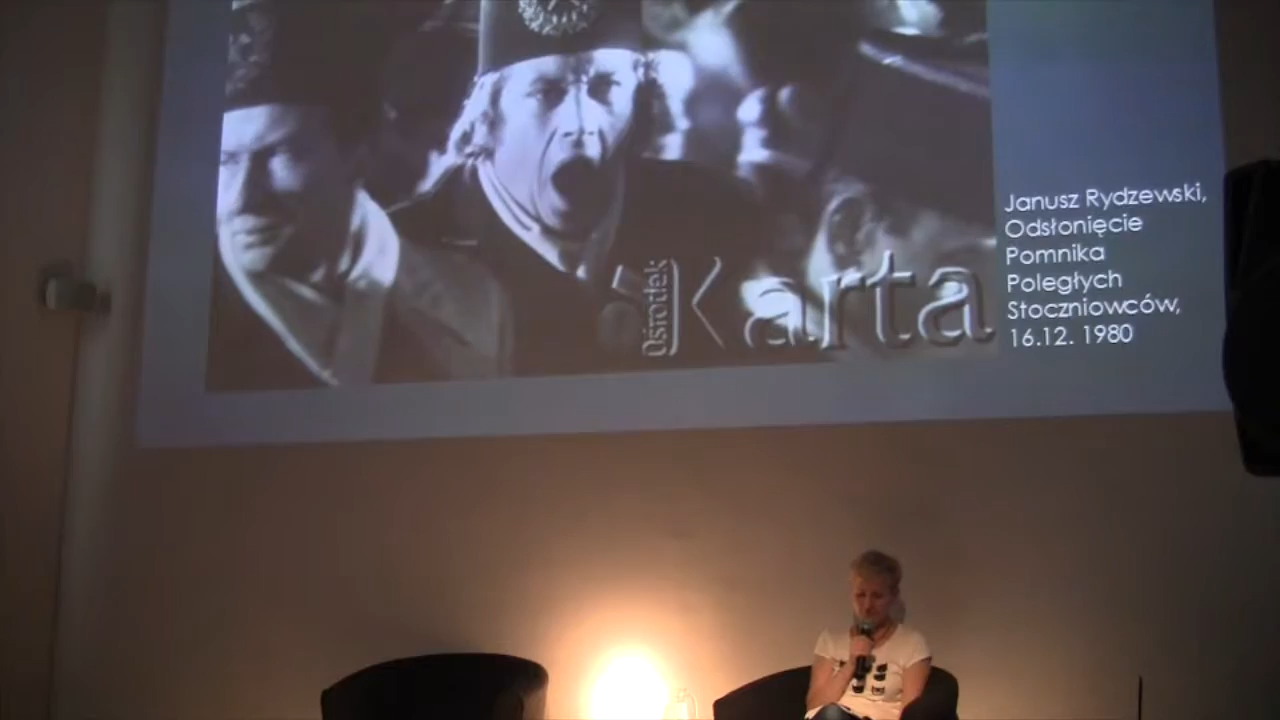 Ośrodek
Karta
Janusz Rydzewski,
Odsłonięcie
Pomnika
Poległych
Stoczniowców,
16.12. 1980